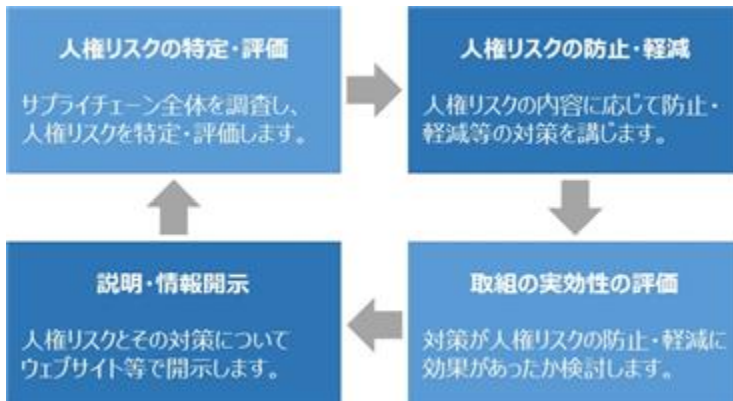 人権リスクの特定・評価
サプライチェーン全体を調査し、
人権リスクを特定・評価します。
人権リスクの防止・軽減
人権リスクの内容に応じて防止・
軽減等の対策を講じます。
取組の実効性の評価
対策が人権リスクの防止・軽減に
効果があったか検討します。
説明・情報開示
人権リスクとその対策について
ウェブサイト等で開示します。